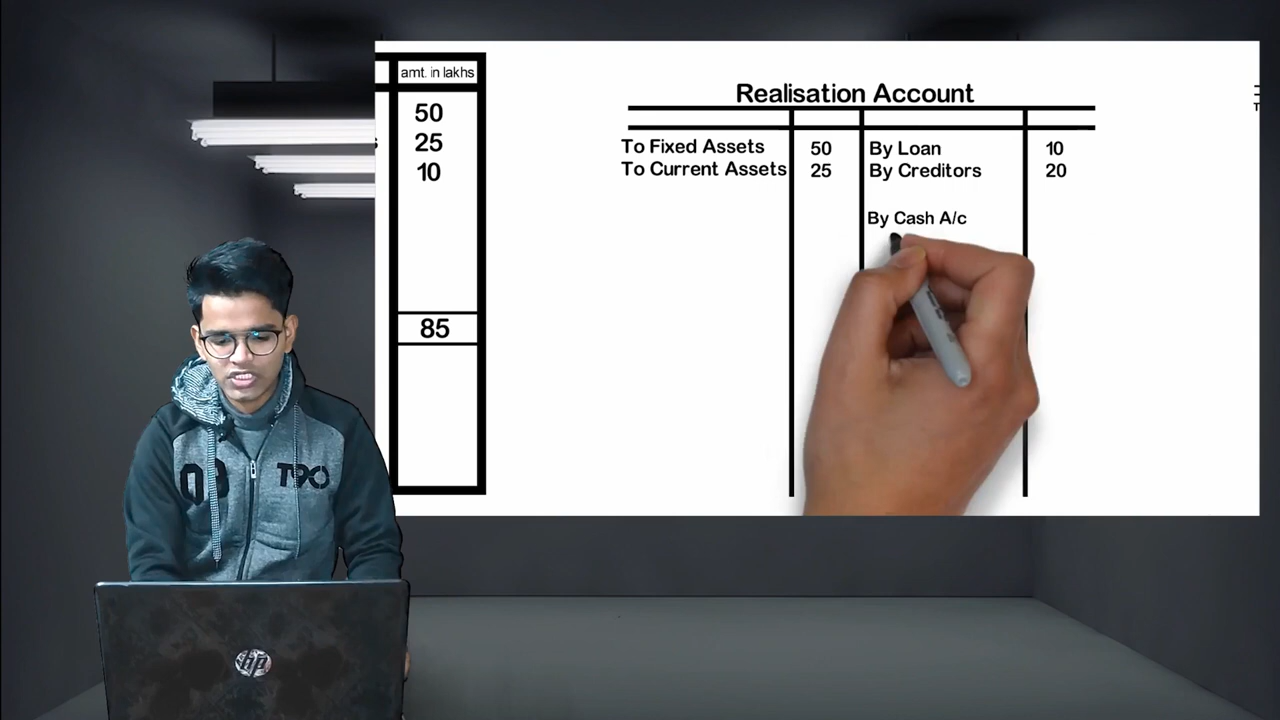 amt. in lakhs
50
25
10
85
Realisation Account
To Fixed Assets 50 By Loan 10
To Current Assets 25 By Creditors 20
By Cash A/c
TPO
hp